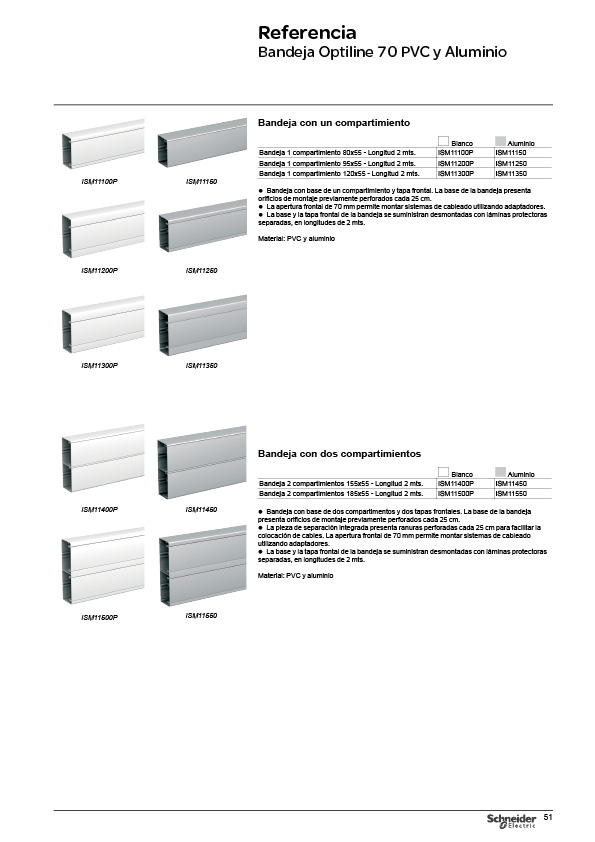 Referencia
Bandeja Optiline 70 PVC y Aluminio
Bandeja con un compartimiento
Blanco Aluminio
Bandeja 1 compartimiento 80x55 - Longitud 2 mts. ISM11100P ISM11150
Bandeja 1 compartimiento 95x55 - Longitud 2 mts. ISM11200P ISM11250
Bandeja 1 compartimiento 120x55 - Longitud 2 mts. ISM11300P ISM11350
● Bandeja con base de un compartimiento y tapa frontal. La base de la bandeja presenta
orificios de montaje previamente perforados cada 25 cm.
● La apertura frontal de 70 mm permite montar sistemas de cableado utilizando adaptadores.
● La base y la tapa frontal de la bandeja se suministran desmontadas con láminas protectoras
separadas, en longitudes de 2 mts.
Material: PVC y aluminio
ISM11100P ISM11150
ISM11200P ISM11250
ISM11300P ISM11350
Bandeja con dos compartimientos
Blanco Aluminio
Bandeja 2 compartimientos 155x55 - Longitud 2 mts. ISM11400P ISM11450
Bandeja 2 compartimientos 185x55 - Longitud 2 mts. ISM11500P ISM11550
● Bandeja con base de dos compartimentos y dos tapas frontales. La base de la bandeja
presenta orificios de montaje previamente perforados cada 25 cm.
● La pieza de separación integrada presenta ranuras perforadas cada 25 cm para facilitar la
colocación de cables. La apertura frontal de 70 mm permite montar sistemas de cableado
utilizando adaptadores.
● La base y la tapa frontal de la bandeja se suministran desmontadas con láminas protectoras
separadas, en longitudes de 2 mts.
Material: PVC y aluminio
ISM11400P ISM11450
ISM11500P ISM11550
Schneider
Electric
51